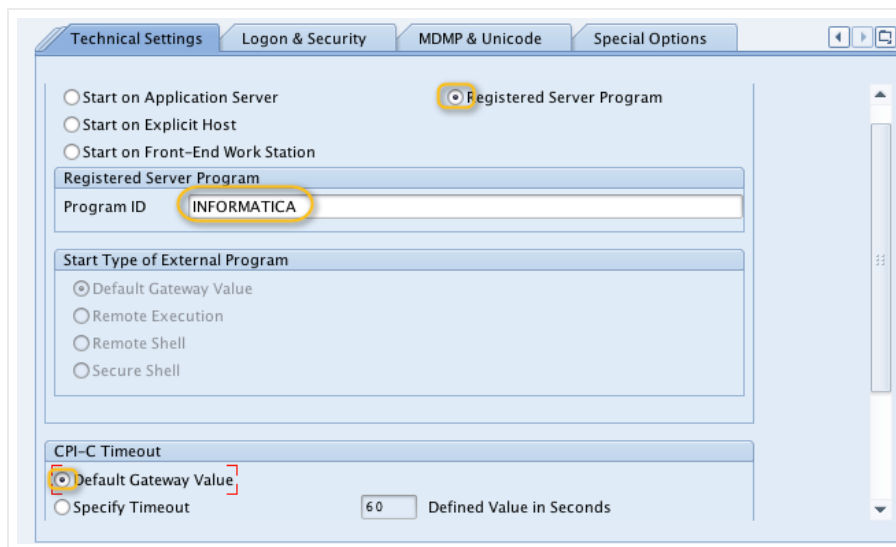 Technical Settings Logon & Security MDMP & Unicode Special Options
Start on Application Server Registered Server Program
Start on Explicit Host
Start on Front-End Work Station
Registered Server Program
Program ID INFORMATICA
Start Type of External Program
Default Gateway Value
Remote Execution
Remote Shell
Secure Shell
CPI-C Timeout
Default Gateway Value
Specify Timeout 60 Defined Value in Seconds